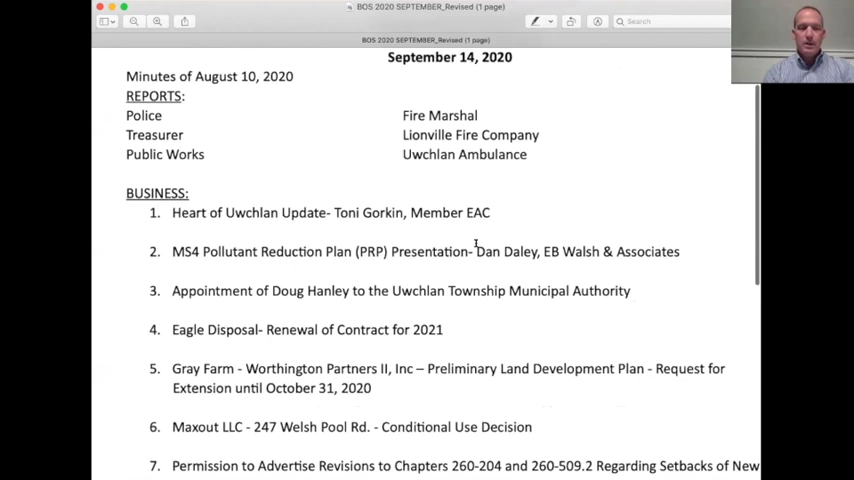 BOS 2020 SEPTEMBER_Revised (1 page)
Search
BOS 2020 SEPTEMBER_Revised (1 page)
September 14, 2020
Minutes of August 10, 2020
REPORTS:
Police Fire Marshal
Treasurer Lionville Fire Company
Public Works Uwchlan Ambulance
BUSINESS:
1. Heart of Uwchlan Update- Toni Gorkin, Member EAC
2. MS4 Pollutant Reduction Plan (PRP) Presentation- Dan Daley, EB Walsh & Associates
3. Appointment of Doug Hanley to the Uwchlan Township Municipal Authority
4. Eagle Disposal- Renewal of Contract for 2021
5. Gray Farm - Worthington Partners II, Inc – Preliminary Land Development Plan - Request for
Extension until October 31, 2020
6. Maxout LLC - 247 Welsh Pool Rd. - Conditional Use Decision
7. Permission to Advertise Revisions to Chapters 260-204 and 260-509.2 Regarding Setbacks of New